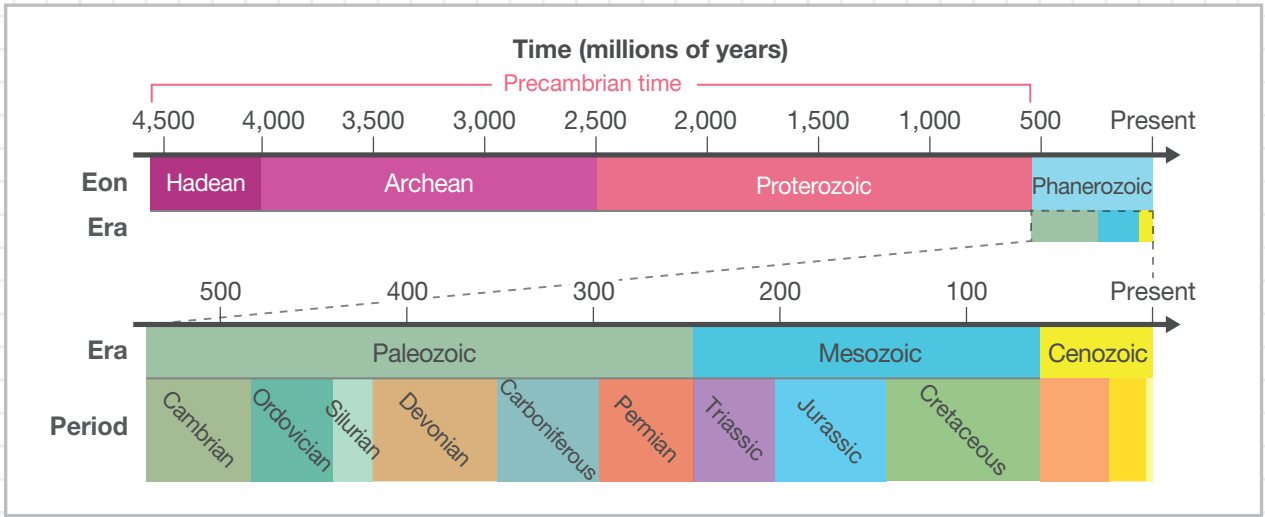 Time (millions of years)
Precambrian time
4,500 4,000 3,500 3,000 2,500 2,000 1,500 1,000 500 Present
Eon Hadean Archean Proterozoic Phanerozoic
Era
500 400 300 200 100 Present
Era Paleozoic Mesozoic Cenozoic
Period Cambrian Ordovician Silurian Devonian Carboniferous Permian Triassic Jurassic Cretaceous